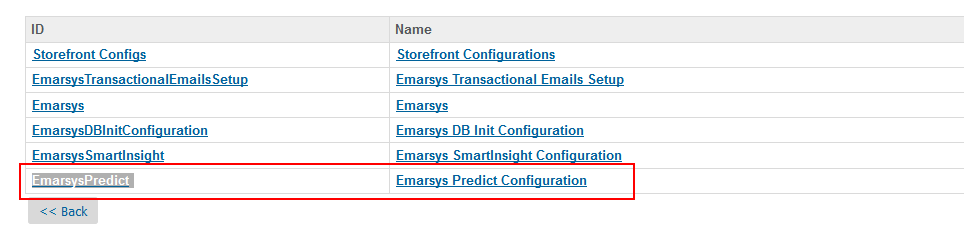 ID Name
Storefront Configs Storefront Configurations
EmarsysTransactionalEmailsSetup Emarsys Transactional Emails Setup
Emarsys Emarsys
EmarsysDBInitConfiguration Emarsys DB Init Configuration
EmarsysSmartInsight Emarsys SmartInsight Configuration
EmarsysPredict Emarsys Predict Configuration
<< Back